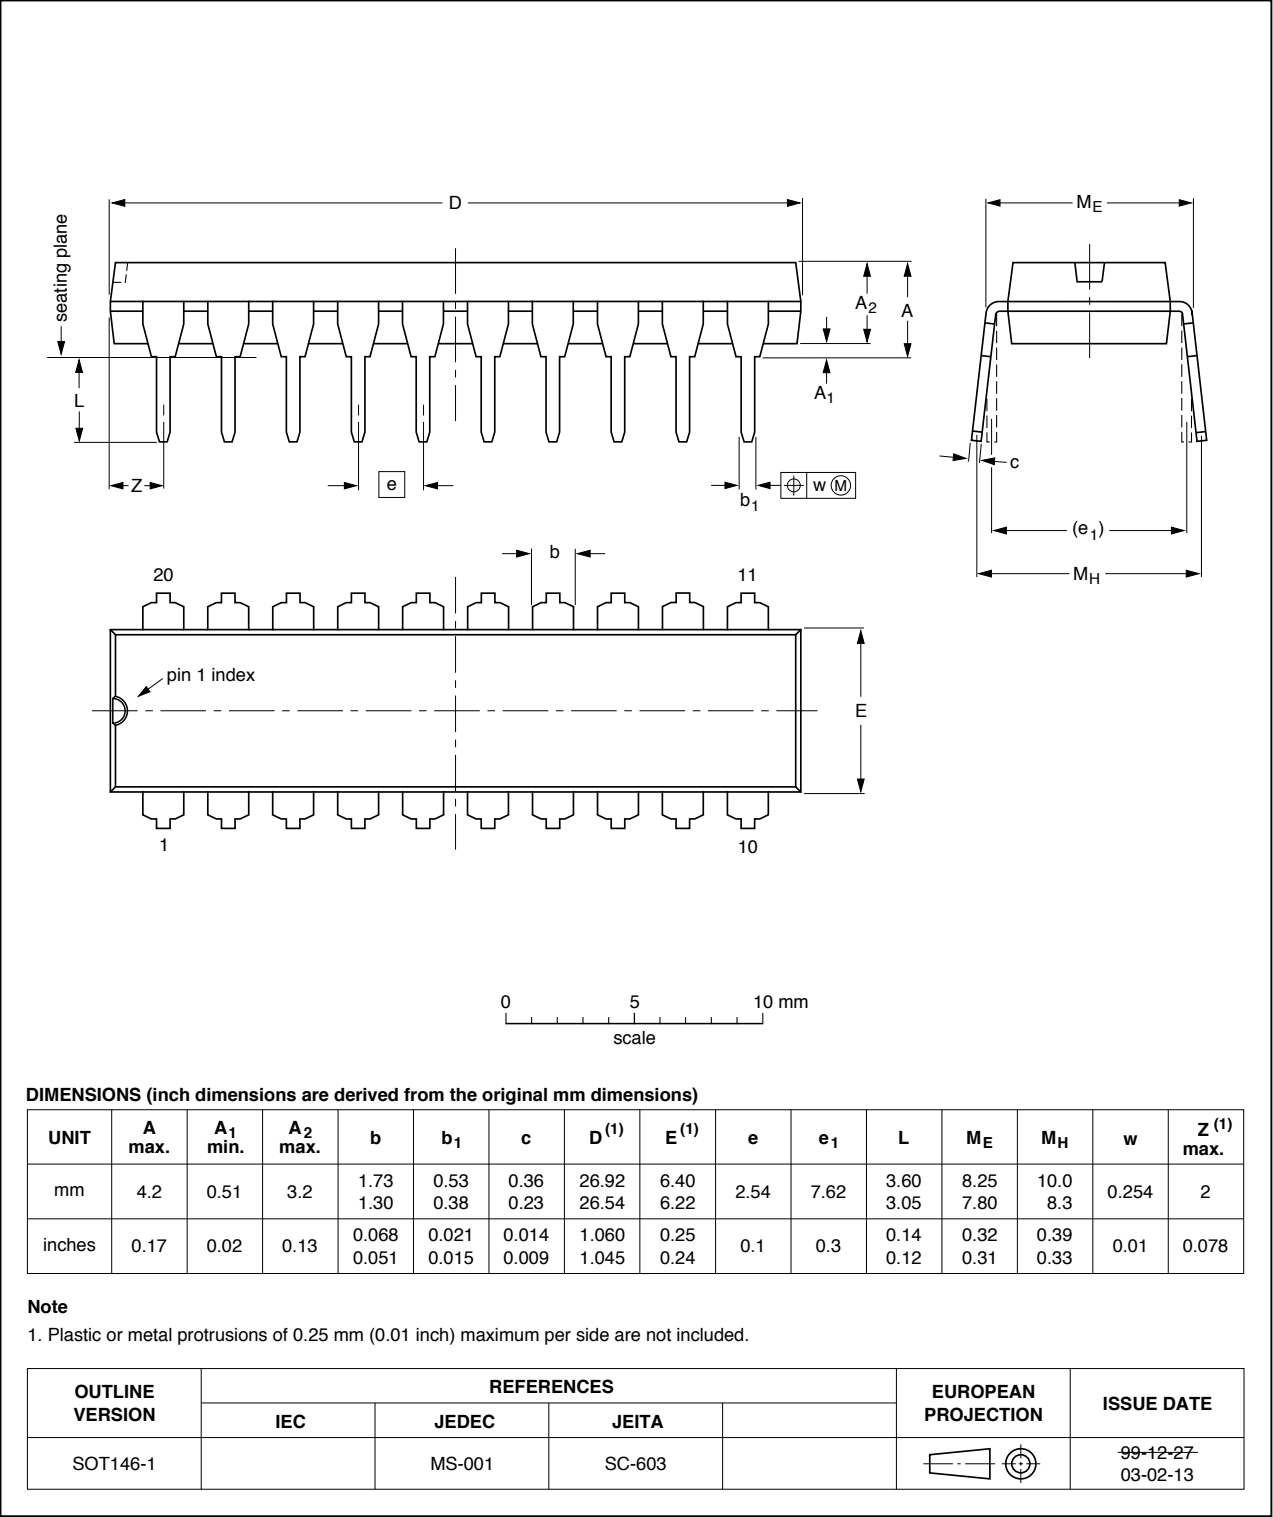 D
M E
seating plane
A2
A
A1
L
Z
e
b1
w M
c
(e1)
MH
b
20
11
pin 1 index
E
1
10
0 5 10 mm
scale
DIMENSIONS (inch dimensions are derived from the original mm dimensions)
UNIT A max. A1 min. A2 max. b b1 c D(1) E(1) e e1 L ME MH w Z(1) max.
mm 4.2 0.51 3.2 1.73 1.30 0.53 0.38 0.36 0.23 26.92 26.54 6.40 6.22 2.54 7.62 3.60 3.05 8.25 7.80 10.0 8.3 0.254 2
inches 0.17 0.02 0.13 0.068 0.051 0.021 0.015 0.014 0.009 1.060 1.045 0.25 0.24 0.1 0.3 0.14 0.12 0.32 0.31 0.39 0.33 0.01 0.078
Note
1. Plastic or metal protrusions of 0.25 mm (0.01 inch) maximum per side are not included.
OUTLINE VERSION REFERENCES EUROPEAN PROJECTION ISSUE DATE
IEC JEDEC JEITA
SOT146-1 MS-001 SC-603 99-12-27
03-02-13